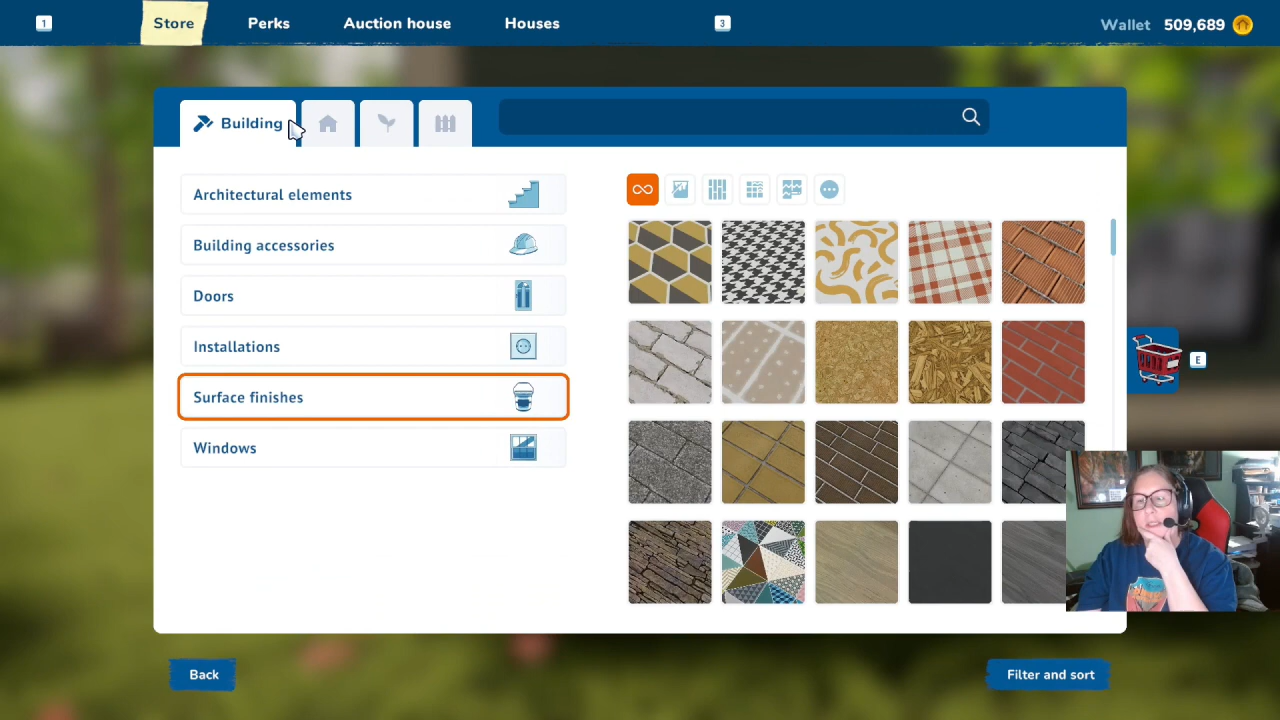 1
Store
Perks
Auction house
Houses
3
Wallet 509,689
Building
Architectural elements
Building accessories
Doors
Installations
Surface finishes
Windows
E
Back
Filter and sort